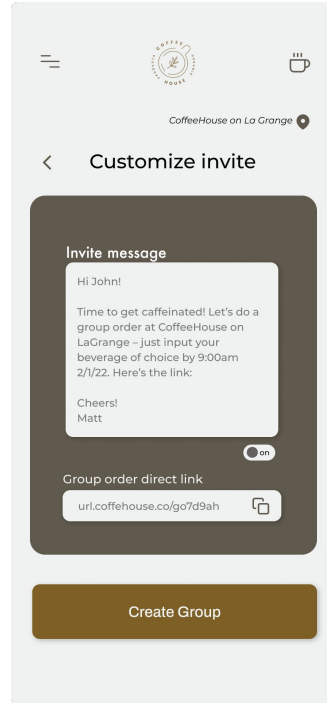 COFFEE
HOUSE
CoffeeHouse on La Grange
Customize invite
Invite message
Hi John!
Time to get caffeinated! Let's do a
group order at CoffeeHouse on
LaGrange – just input your
beverage of choice by 9:00am
2/1/22. Here's the link:
Cheers!
Matt
on
Group order direct link
url.coffehouse.co/go7d9ah
Create Group